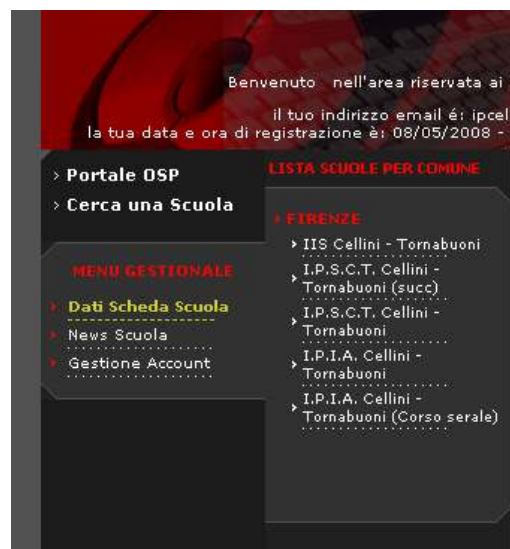 Benvenuto nell'area riservata ai
il tuo indirizzo email é: ipcel
la tua data e ora di registrazione è: 08/05/2008 -
Portale OSP
Cerca una Scuola
MENU GESTIONALE
Dati Scheda Scuola
News Scuola
Gestione Account
LISTA SCUOLE PER COMUNE
FIRENZE
IIS Cellini - Tornabuoni
I.P.S.C.T. Cellini -
Tornabuoni (succ)
I.P.S.C.T. Cellini -
Tornabuoni
I.P.I.A. Cellini -
Tornabuoni
I.P.I.A. Cellini -
Tornabuoni (Corso serale)